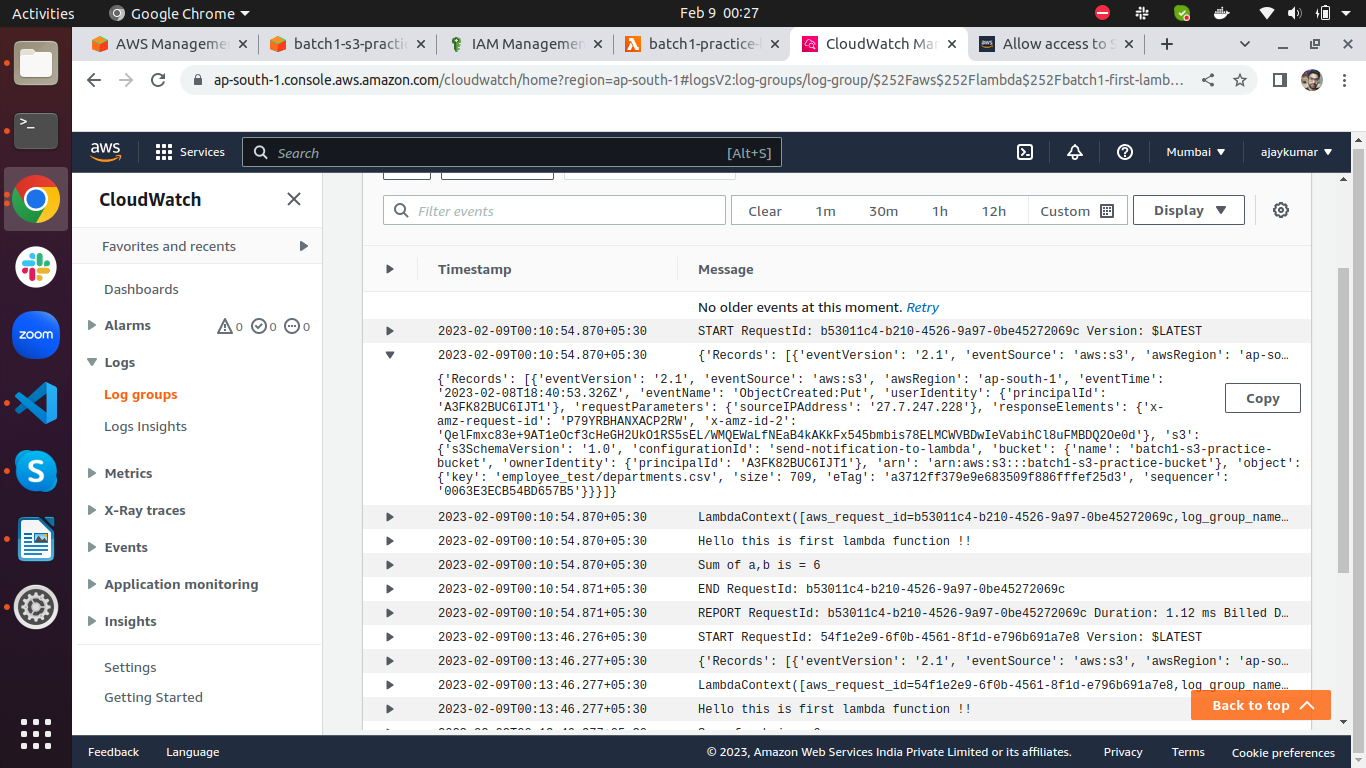 Activities
Google Chrome
Feb 9 00:27
AWS Manageme
batch1-s3-practic
IAM Management
batch1-practice-
CloudWatch Ma
Allow access to S
ap-south-1.console.aws.amazon.com/cloudwatch/home?region=ap-south-1#logsV2:log-groups/log-group/$252Faws$252Flambda$252Fbatch1-first-lamb…
aws
Services
Search
[Alt+S]
Mumbai
ajaykumar
CloudWatch
Favorites and recents
Dashboards
Alarms
0
0
0
Logs
Log groups
Logs Insights
Metrics
X-Ray traces
Events
Application monitoring
Insights
Settings
Getting Started
Filter events
Clear 1m 30m 1h 12h Custom
Display
Timestamp Message
No older events at this moment. Retry
2023-02-09T00:10:54.870+05:30 START RequestId: b53011c4-b210-4526-9a97-0be45272069c Version: $LATEST
2023-02-09T00:10:54.870+05:30 {'Records': [{'eventVersion': '2.1', 'eventSource': 'aws:s3', 'awsRegion': 'ap-so…
{'Records': [{'eventVersion': '2.1', 'eventSource': 'aws:s3', 'awsRegion': 'ap-south-1', 'eventTime':
'2023-02-08T18:40:53.326Z', 'eventName': 'ObjectCreated:Put', 'userIdentity': {'principalId':
'A3FK82BUC6IJT1'}, 'requestParameters': {'sourceIPAddress': '27.7.247.228'}, 'responseElements': {'x-
amz-request-id': 'P79YRBHANXACP2RW', 'x-amz-id-2':
'QelFmxc83e+9AT1eOcf3cHeGH2UkO1RS5sEL/WMQEWaLfNEaB4kAKkFx545bmbis78ELMCWVBDwIeVabihCl8uFMBDQ2Oe0d'}, 's3':
{'s3SchemaVersion': '1.0', 'configurationId': 'send-notification-to-lambda', 'bucket': {'name': 'batch1-s3-practice-
bucket', 'ownerIdentity': {'principalId': 'A3FK82BUC6IJT1'}, 'arn': 'arn:aws:s3:::batch1-s3-practice-bucket'}, 'object':
{'key': 'employee_test/departments.csv', 'size': 709, 'eTag': 'a3712ff379e9e683509f886fffef25d3', 'sequencer':
'0063E3ECB54BD657B5'}}}]}
Copy
2023-02-09T00:10:54.870+05:30 LambdaContext([aws_request_id=b53011c4-b210-4526-9a97-0be45272069c,log_group_name…
2023-02-09T00:10:54.870+05:30 Hello this is first lambda function !!
2023-02-09T00:10:54.870+05:30 Sum of a,b is = 6
2023-02-09T00:10:54.871+05:30 END RequestId: b53011c4-b210-4526-9a97-0be45272069c
2023-02-09T00:10:54.871+05:30 REPORT RequestId: b53011c4-b210-4526-9a97-0be45272069c Duration: 1.12 ms Billed D…
2023-02-09T00:13:46.276+05:30 START RequestId: 54f1e2e9-6f0b-4561-8f1d-e796b691a7e8 Version: $LATEST
2023-02-09T00:13:46.277+05:30 {'Records': [{'eventVersion': '2.1', 'eventSource': 'aws:s3', 'awsRegion': 'ap-so…
2023-02-09T00:13:46.277+05:30 LambdaContext([aws_request_id=54f1e2e9-6f0b-4561-8f1d-e796b691a7e8,log_group_name…
2023-02-09T00:13:46.277+05:30 Hello this is first lambda function !!
Back to top
zoom
Feedback
Language
© 2023, Amazon Web Services India Private Limited or its affiliates.
Privacy
Terms
Cookie preferences